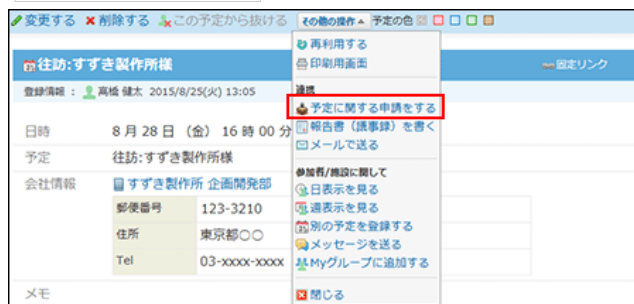 変更する 削除する この予定から抜ける その他の操作▲ 予定の色
再利用する
印刷用画面
往訪:すずき製作所様 固定リンク
登録情報 : 高橋 健太 2015/8/25(火) 13:05
連携
予定に関する申請をする
日時 8 月 28 日 (金) 16 時 00 分
報告書(議事録)を書く
メールで送る
予定 往訪:すずき製作所様
参加者/施設に関して
会社情報 すずき製作所 企画開発部
日表示を見る
郵便番号 123-3210
週表示を見る
別の予定を登録する
住所 東京都○○
メッセージを送る
Tel 03-xxxx-xxxx
Myグループに追加する
メモ
閉じる